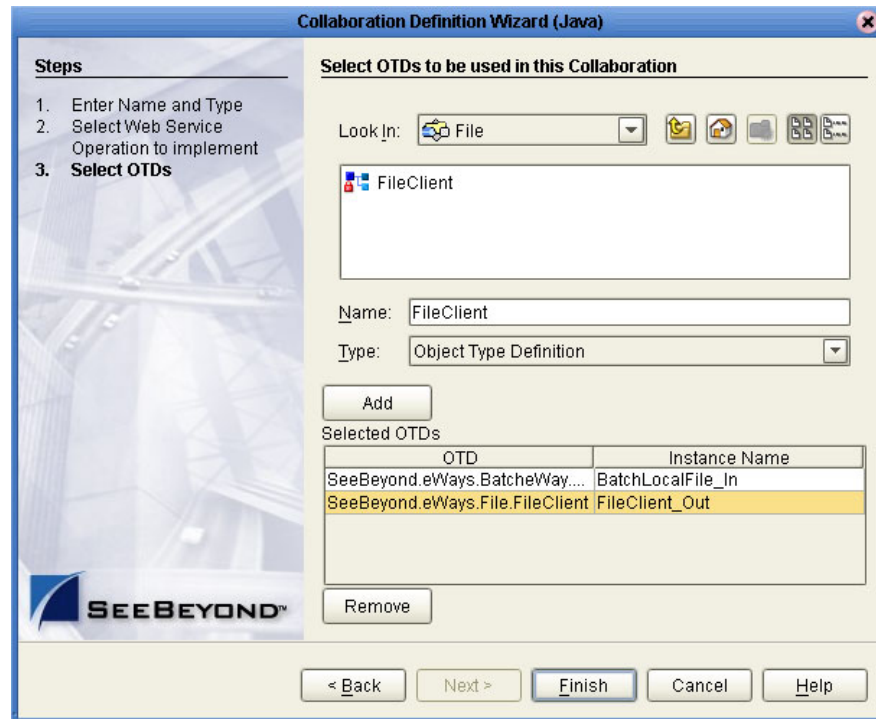 Collaboration Definition Wizard (Java)
Steps
1. Enter Name and Type
2. Select Web Service
Operation to implement
3. Select OTDs
SEEBEYOND™
Select OTDs to be used in this Collaboration
Look In: File
FileClient
Name: FileClient
Type: Object Type Definition
Add
Selected OTDs
OTD Instance Name
SeeBeyond.eWays.BatcheWay.... BatchLocalFile_In
SeeBeyond.eWays.File.FileClient FileClient_Out
Remove
< Back Next > Finish Cancel Help